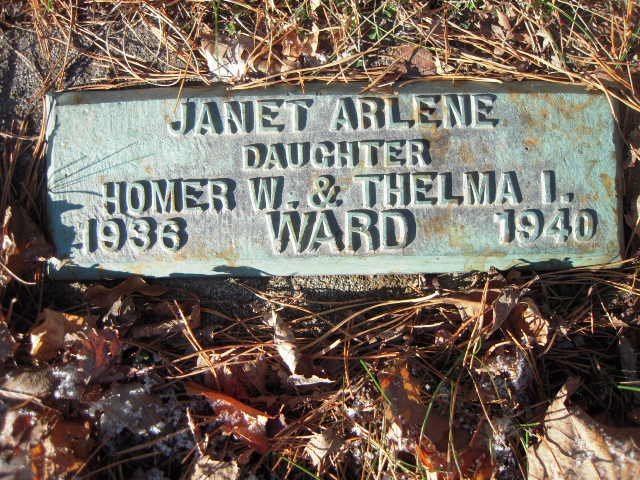 JANET ARLENE
DAUGHTER
HOMER W. & THELMA I.
1936 WARD 1940